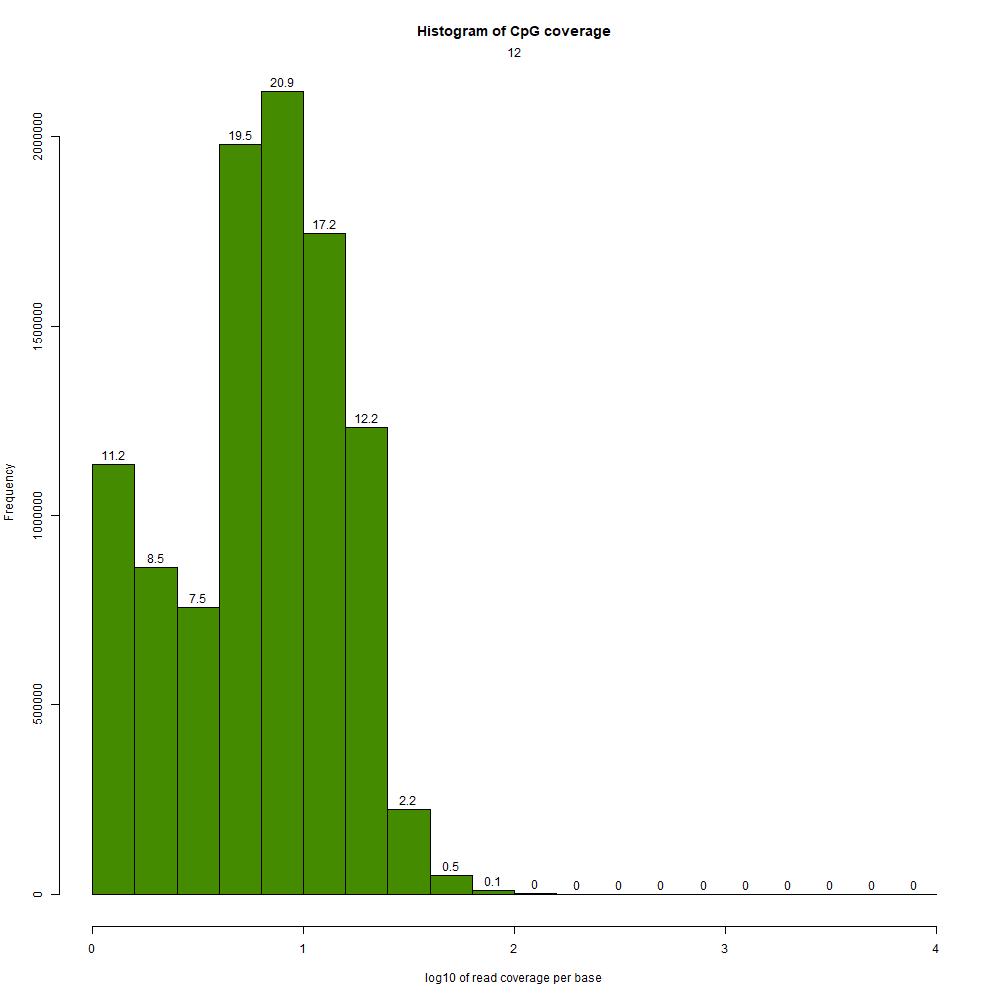 Histogram of CpG coverage
12
20.9
19.5
17.2
12.2
11.2
8.5
7.5
2.2
0.5
0.1
0 0 0 0 0 0 0 0 0 0
Frequency
0 500000 1000000 1500000 2000000
0 1 2 3 4
log10 of read coverage per base